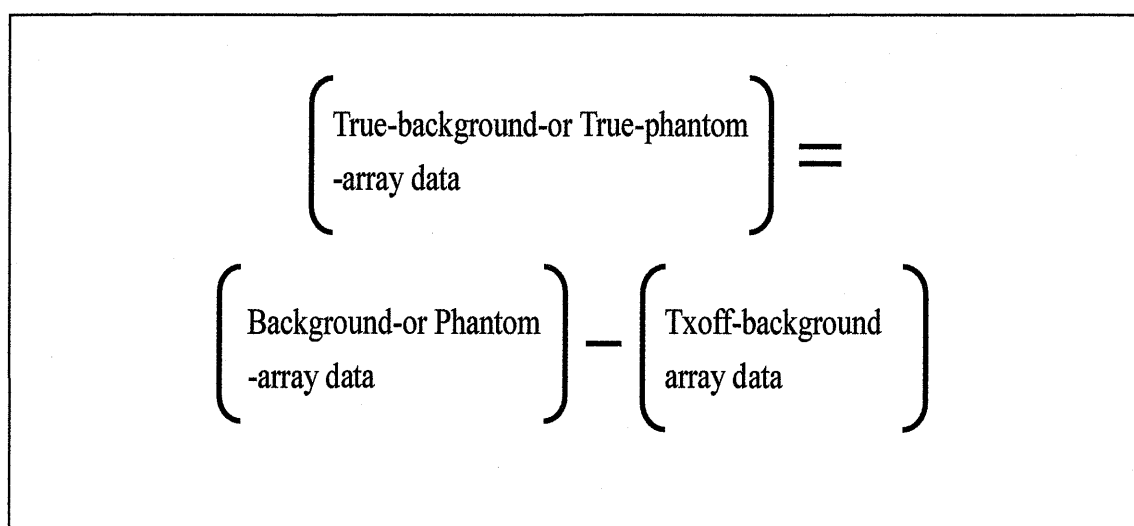 True-background-or True-phantom =
-array data
Background-or Phantom − Txoff-background
-array data array data